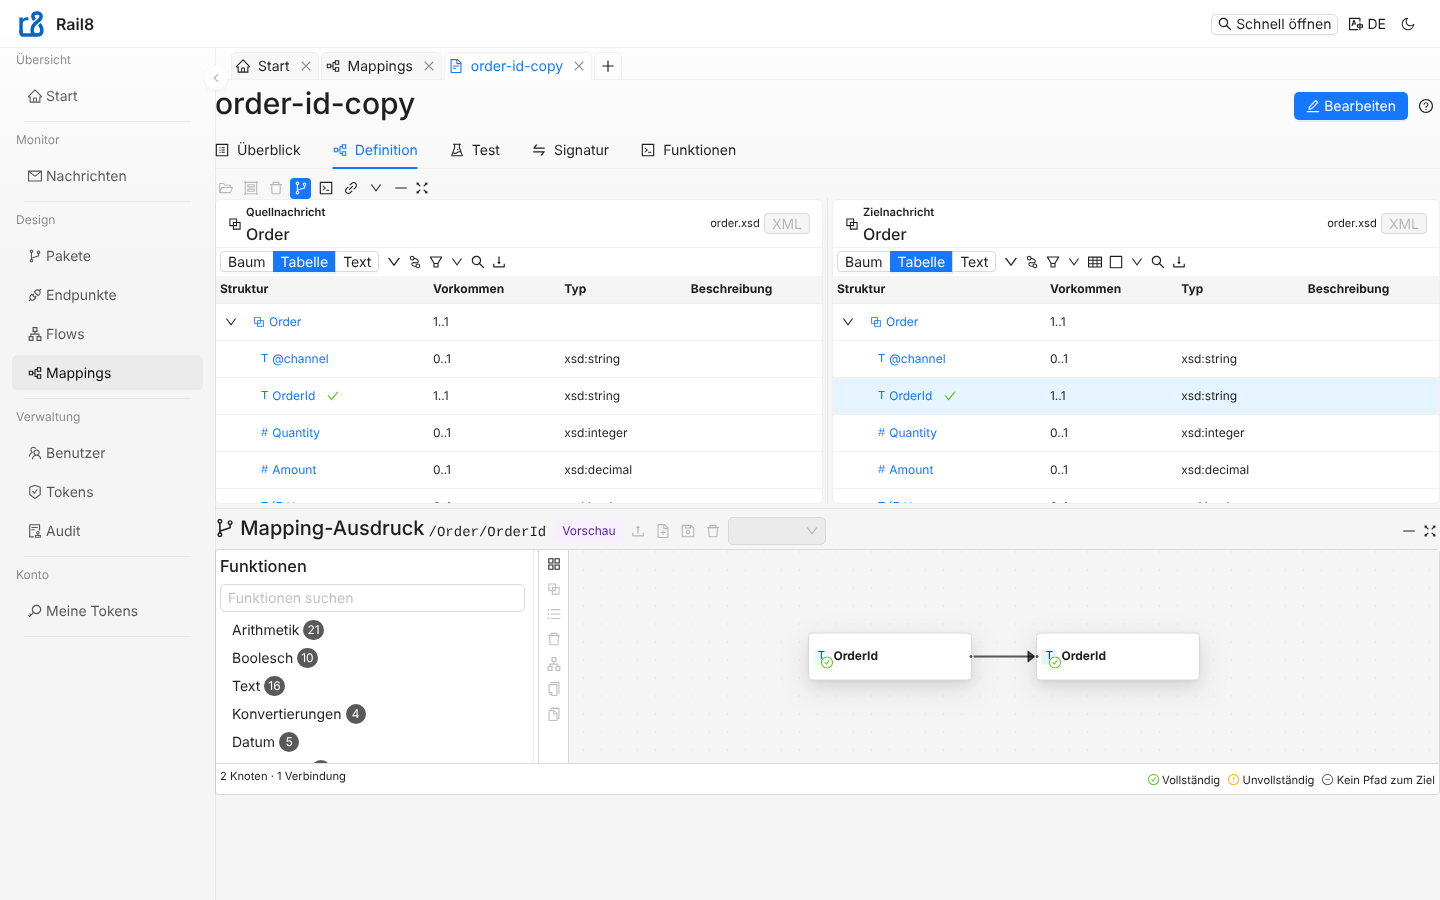 r8 Rail8
Schnell öffnen
DE
Übersicht
Start
Monitor
Nachrichten
Design
Pakete
Endpunkte
Flows
Mappings
Verwaltung
Benutzer
Tokens
Audit
Konto
Meine Tokens
Start
Mappings
order-id-copy
order-id-copy
Bearbeiten
Überblick
Definition
Test
Signatur
Funktionen
Quellnachricht
Order
order.xsd XML
Baum Tabelle Text
Struktur Vorkommen Typ Beschreibung
Order 1..1
T @channel 0..1 xsd:string
T OrderId 1..1 xsd:string
# Quantity 0..1 xsd:integer
# Amount 0..1 xsd:decimal
Zielnachricht
Order
order.xsd XML
Baum Tabelle Text
Struktur Vorkommen Typ Beschreibung
Order 1..1
T @channel 0..1 xsd:string
T OrderId 1..1 xsd:string
# Quantity 0..1 xsd:integer
# Amount 0..1 xsd:decimal
Mapping-Ausdruck /Order/OrderId Vorschau
Funktionen
Funktionen suchen
Arithmetik 21
Boolesch 10
Text 16
Konvertierungen 4
Datum 5
T OrderId
T OrderId
2 Knoten · 1 Verbindung
Vollständig
Unvollständig
Kein Pfad zum Ziel